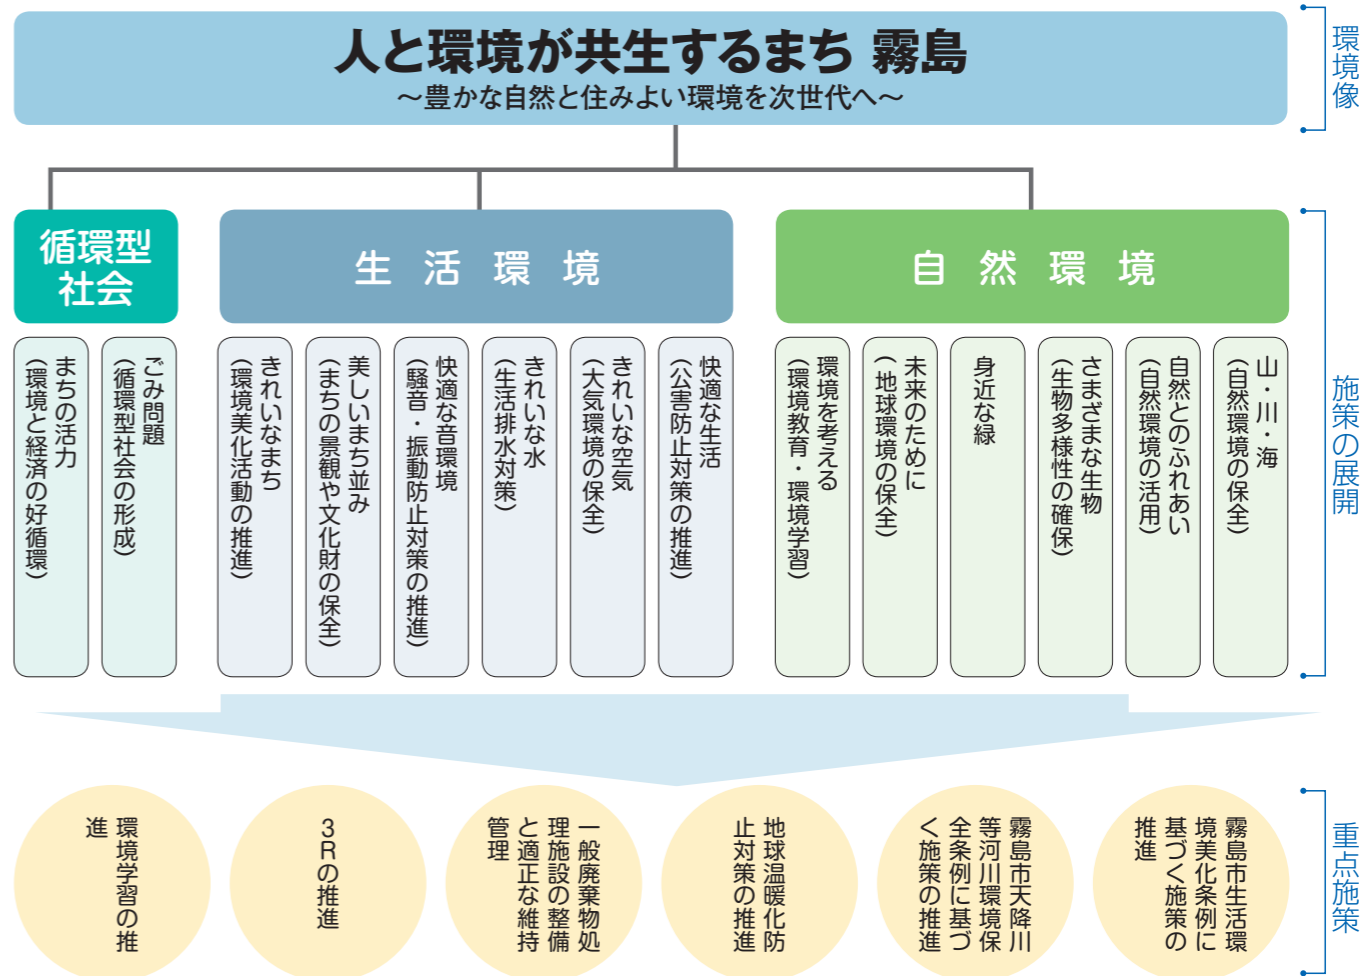 人と環境が共生するまち 霧島
～豊かな自然と住みよい環境を次世代へ～
環境像
循環型
社会
生活環境
自然環境
施策の展開
山・川・海
（自然環境の保全）
自然とのふれあい
（自然環境の活用）
さまざまな生物
（生物多様性の確保）
身近な緑
未来のために
（地球環境の保全）
環境を考える
（環境教育・環境学習）
快適な生活
（公害防止対策の推進）
きれいな空気
（大気環境の保全）
きれいな水
（生活排水対策）
快適な音環境
（騒音・振動防止対策の推進）
美しいまち並み
（まちの景観や文化財の保全）
きれいなまち
（環境美化活動の推進）
ごみ問題
（循環型社会の形成）
まちの活力
（環境と経済の好循環）
重点施策
霧島市生活環
境美化条例に
基づく施策の
推進
霧島市天降川
等河川環境保
全条例に基づ
く施策の推進
地球温暖化防
止対策の推進
一般廃棄物処
理施設の整備
と適正な維持
管理
3Rの推進
環境学習の推
進